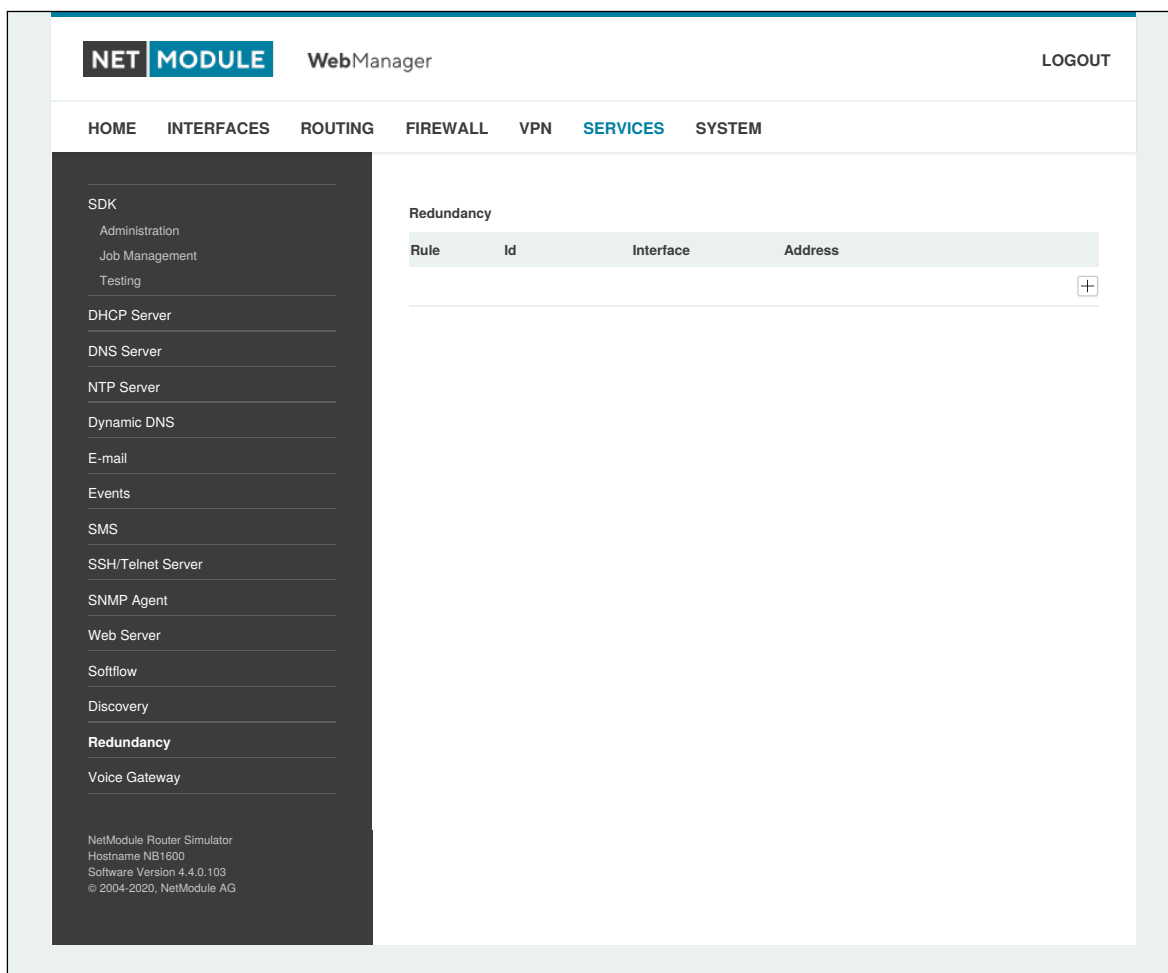 NET MODULE WebManager LOGOUT
HOME INTERFACES ROUTING FIREWALL VPN SERVICES SYSTEM
SDK
Administration
Job Management
Testing
DHCP Server
DNS Server
NTP Server
Dynamic DNS
E-mail
Events
SMS
SSH/Telnet Server
SNMP Agent
Web Server
Softflow
Discovery
Redundancy
Voice Gateway
NetModule Router Simulator
Hostname NB1600
Software Version 4.4.0.103
© 2004-2020, NetModule AG
Redundancy
Rule Id Interface Address